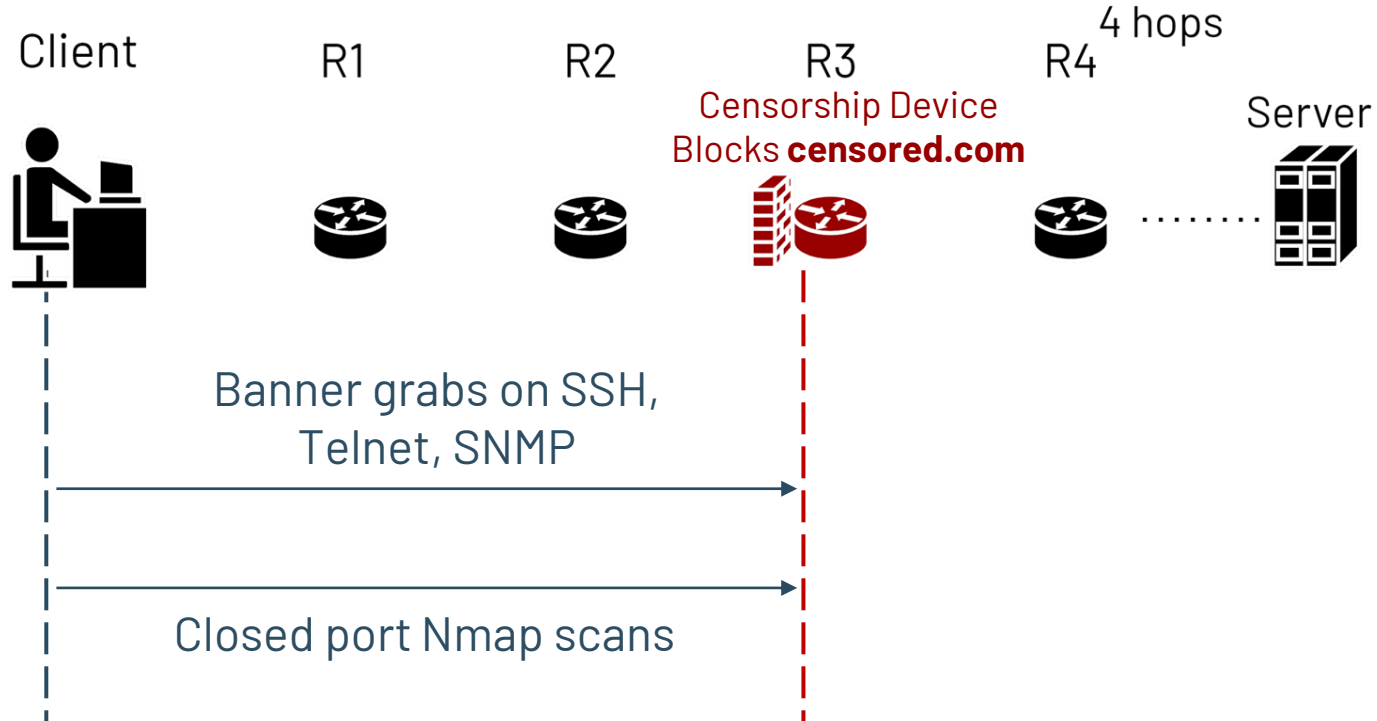 Client
R1
R2
R3
R4
4 hops
Censorship Device
Blocks censored.com
Server
Banner grabs on SSH,
Telnet, SNMP
Closed port Nmap scans